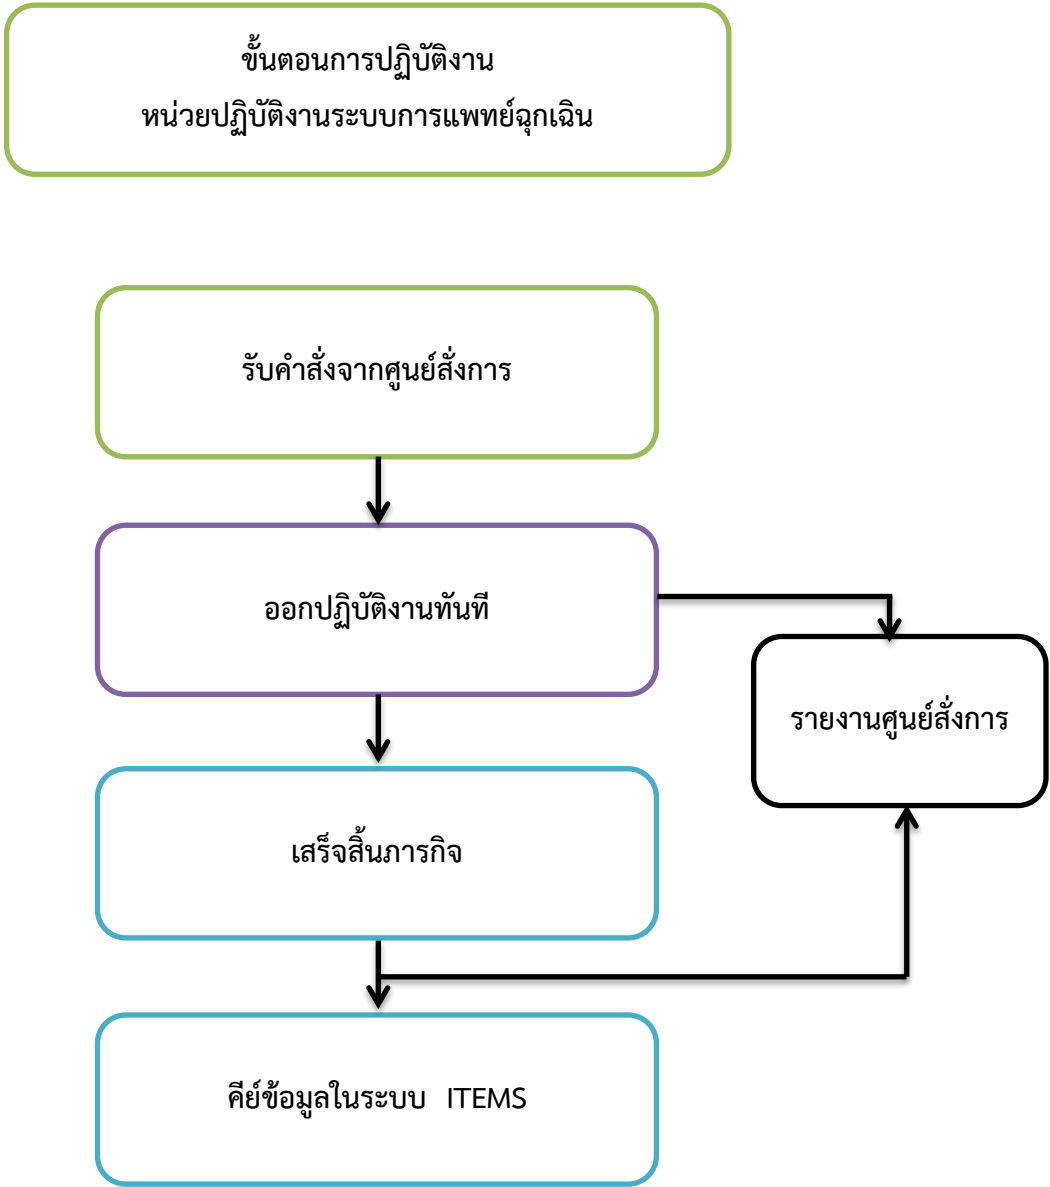 ขั้นตอนการปฏิบัติงาน
หน่วยปฏิบัติงานระบบการแพทย์ฉุกเฉิน
รับคำสั่งจากศูนย์สั่งการ
ออกปฏิบัติงานทันที
รายงานศูนย์สั่งการ
เสร็จสิ้นภารกิจ
คีย์ข้อมูลในระบบ ITEMS